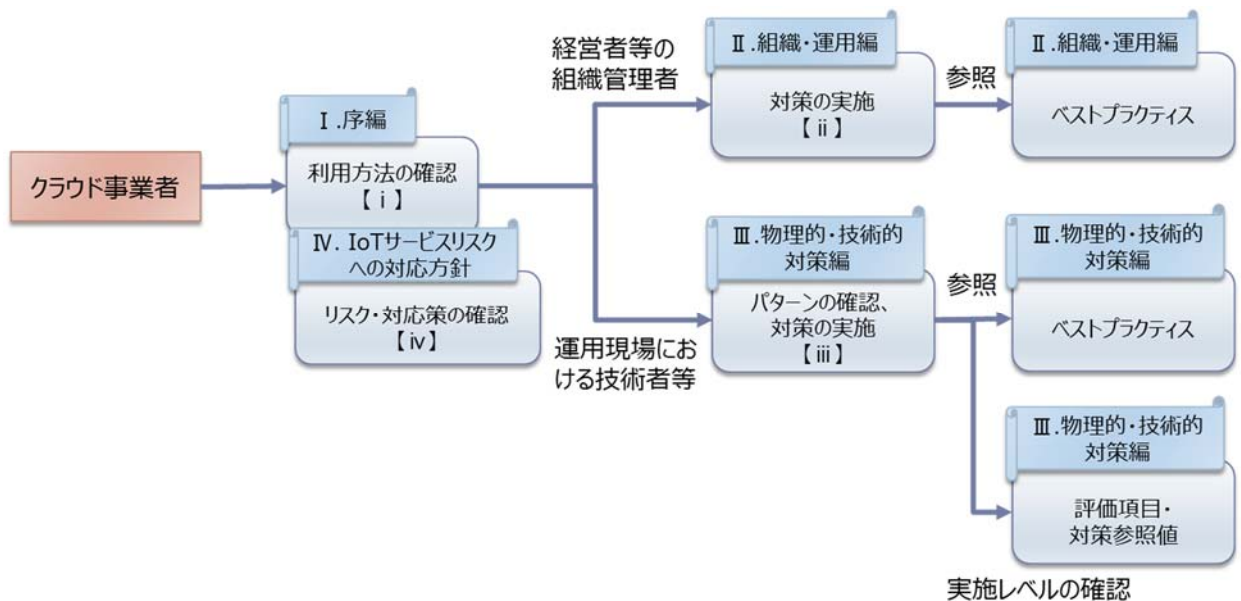 クラウド事業者
Ⅰ.序編
利用方法の確認
【ⅰ】
Ⅳ. IoTサービスリスク
への対応方針
リスク・対応策の確認
【ⅳ】
経営者等の
組織管理者
Ⅱ.組織・運用編
対策の実施
【ⅱ】
参照
Ⅱ.組織・運用編
ベストプラクティス
運用現場にお
ける技術者等
Ⅲ.物理的・技術的
対策編
パターンの確認、
対策の実施
【ⅲ】
参照
Ⅲ.物理的・技術的
対策編
ベストプラクティス
Ⅲ.物理的・技術的
対策編
評価項目・
対策参照値
実施レベルの確認